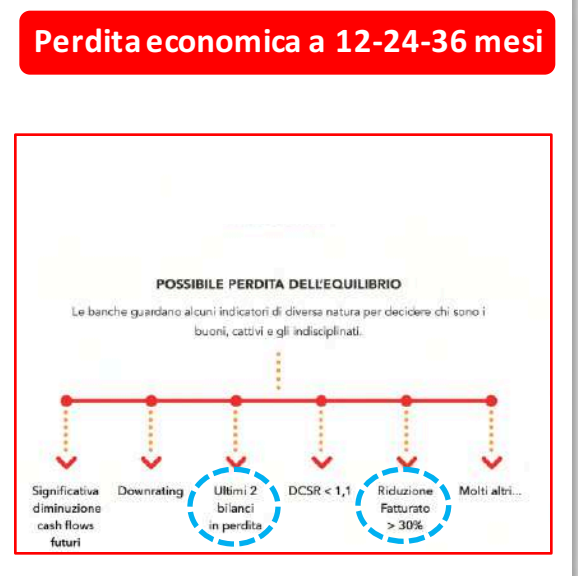 Perdita economica a 12-24-36 mesi
POSSIBILE PERDITA DELL'EQUILIBRIO
Le banche guardano alcuni indicatori di diversa natura per decidere chi sono i
buoni, cattivi e gli indisciplinati.
Significativa
diminuzione
cash flows
futuri
Downrating
Ultimi 2
bilanci
in perdita
DCSR < 1,1
Riduzione
Fatturato
> 30%
Molti altri...